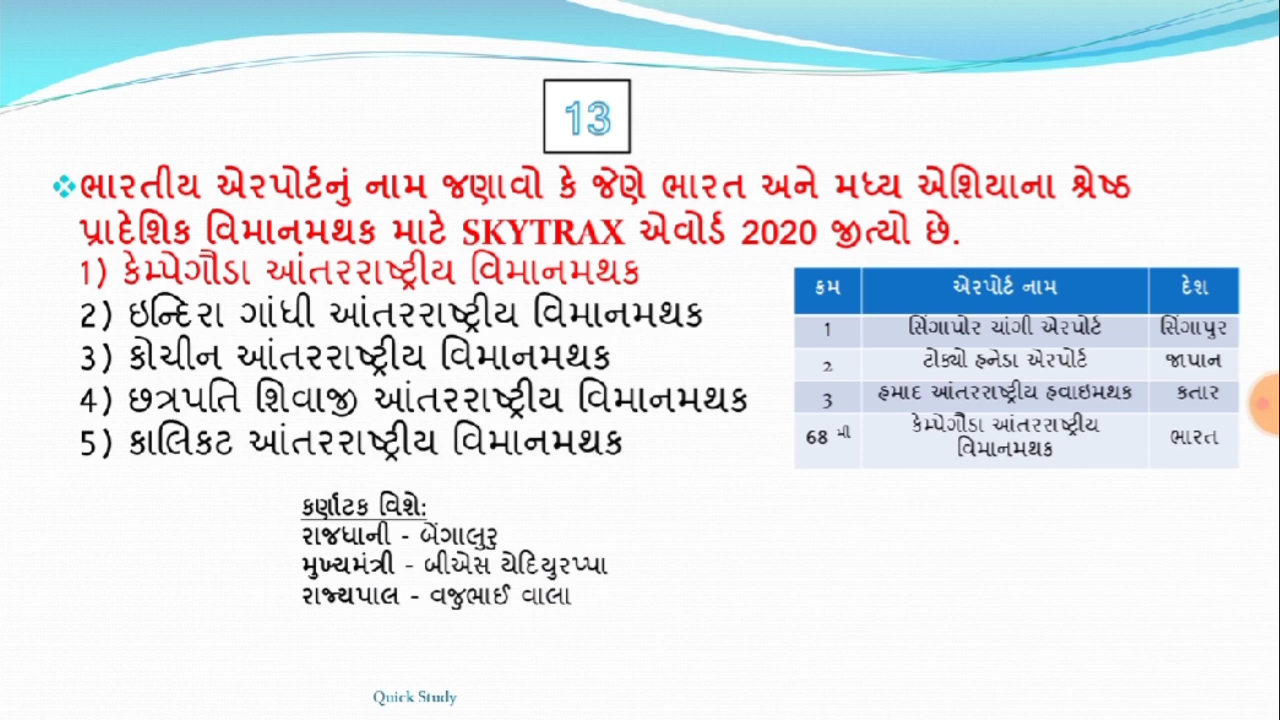 13
ભારતીય એરપોર્ટનું નામ જણાવો કે જેણે ભારત અને મધ્ય એશિયાના શ્રેષ્ઠ
પ્રાદેશિક વિમાનમથક માટે SKYTRAX એવોર્ડ 2020 જીત્યો છે.
1) કેમ્પેગૌડા આંતરરાષ્ટ્રીય વિમાનમથક
2) ઇન્દિરા ગાંધી આંતરરાષ્ટ્રીય વિમાનમથક
3) કોચીન આંતરરાષ્ટ્રીય વિમાનમથક
4) છત્રપતિ શિવાજી આંતરરાષ્ટ્રીય વિમાનમથક
5) કાલિકટ આંતરરાષ્ટ્રીય વિમાનમથક
ક્રમ એરપોર્ટ નામ દેશ
1 સિંગાપોર ચાંગી એરપોર્ટ સિંગાપુર
2 ટોક્યો હનેડા એરપોર્ટ જાપાન
3 હમાદ આંતરરાષ્ટ્રીય હવાઇમથક કતાર
68 મી કેમ્પેગૌડા આંતરરાષ્ટ્રીય ભારત
વિમાનમથક
કર્ણાટક વિશે:
રાજધાની - બેંગાલુરુ
મુખ્યમંત્રી - બીએસ યેદિયુરપ્પા
રાજ્યપાલ - વજુભાઈ વાલા
Quick Study